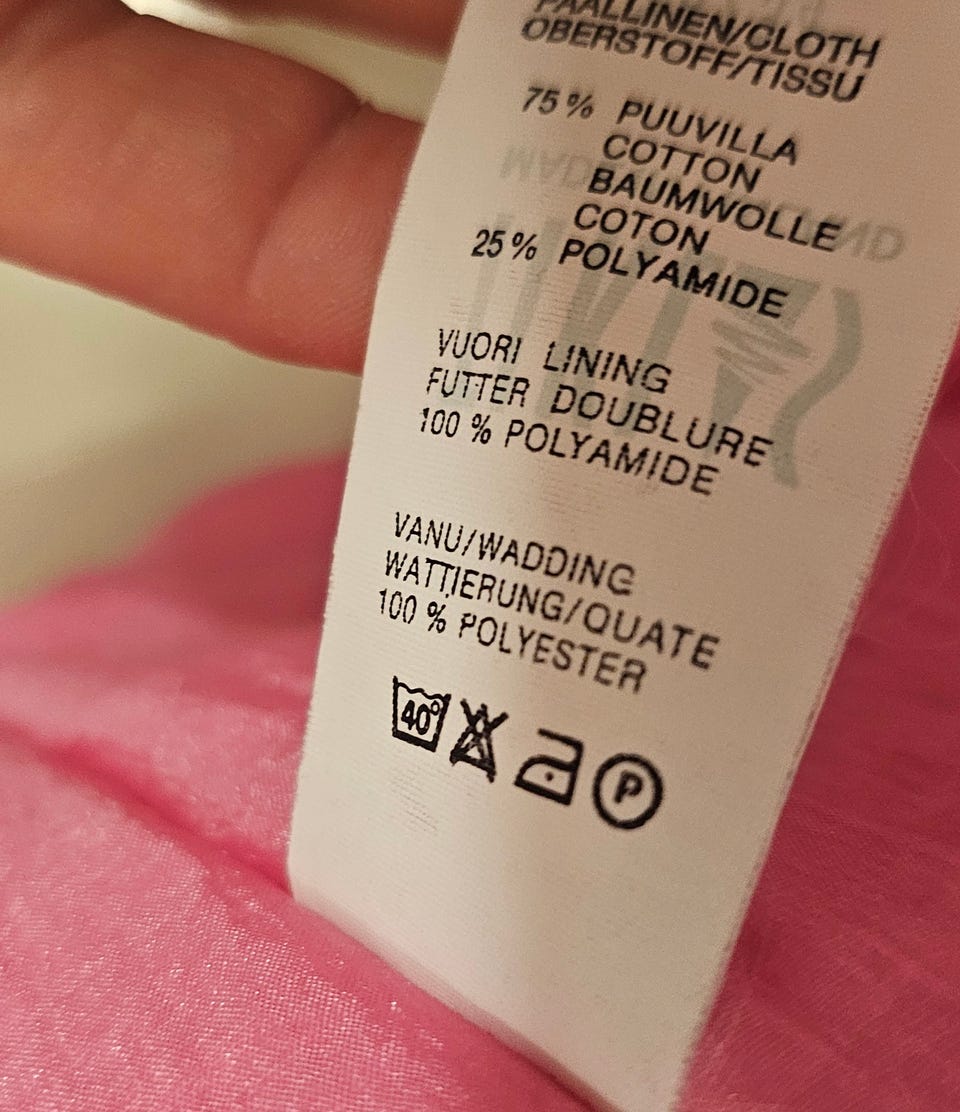 PÄÄLLINEN/CLOTH
OBERSTOFF/TISSU
75 % PUUVILLA
COTTON
BAUMWOLLE
COTON
25 % POLYAMIDE
VUORI LINING
FUTTER DOUBLURE
100 % POLYAMIDE
VANU/WADDING
WATTIERUNG/OUATE
100 % POLYESTER
40°
P